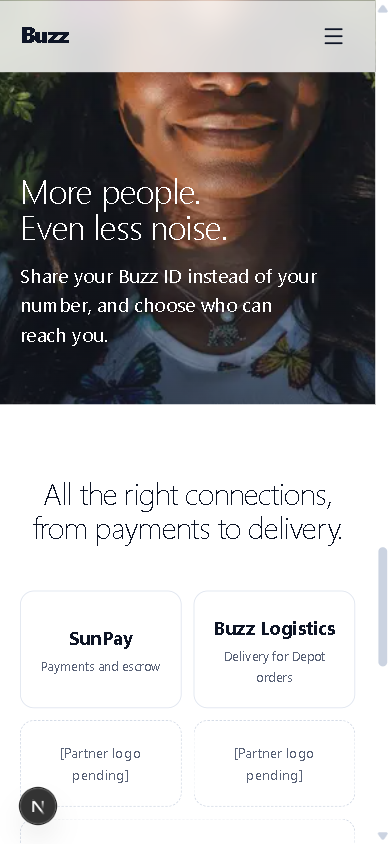 Buzz
More people.
Even less noise.
Share your Buzz ID instead of your
number, and choose who can
reach you.
All the right connections,
from payments to delivery.
SunPay
Payments and escrow
Buzz Logistics
Delivery for Depot
orders
[Partner logo
pending]
[Partner logo
pending]
N